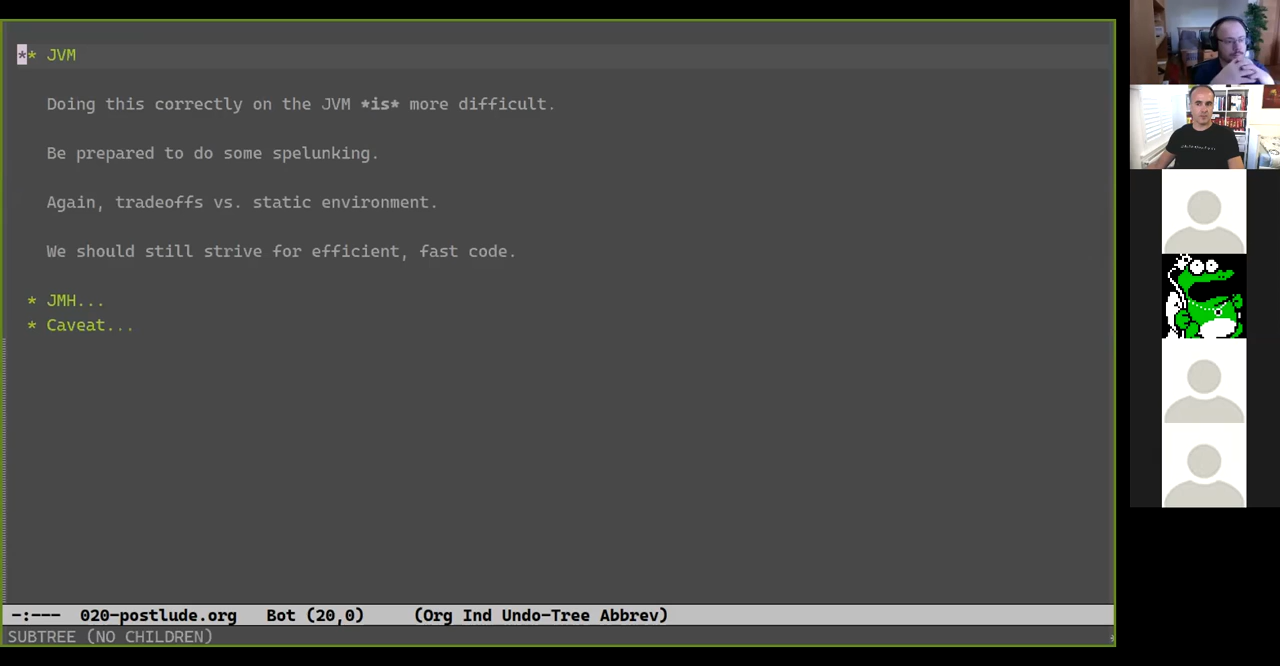 ** JVM
Doing this correctly on the JVM *is* more difficult.
Be prepared to do some spelunking.
Again, tradeoffs vs. static environment.
We should still strive for efficient, fast code.
* JMH...
* Caveat...
-:--- 020-postlude.org Bot (20,0) (Org Ind Undo-Tree Abbrev)
SUBTREE (NO CHILDREN)